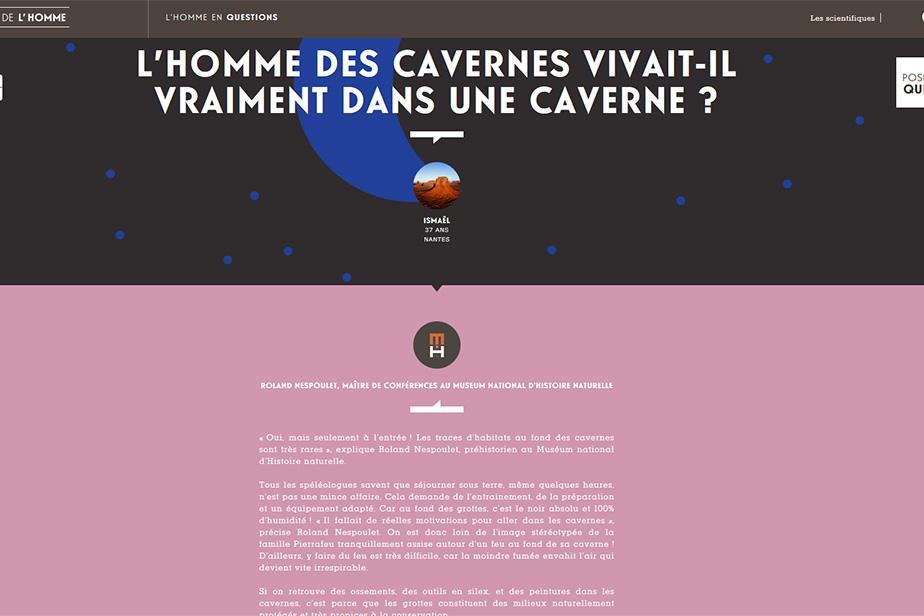 DE L'HOMME
L'HOMME EN QUESTIONS
Les scientifiques
L'HOMME DES CAVERNES VIVAIT-IL
VRAIMENT DANS UNE CAVERNE ?
POS
QU
ISMAËL
37 ANS
NANTES
MH
ROLAND NESPOULET, MAÎTRE DE CONFÉRENCES AU MUSEUM NATIONAL D'HISTOIRE NATURELLE
« Oui, mais seulement à l'entrée ! Les traces d'habitats au fond des cavernes
sont très rares », explique Roland Nespoulet, préhistorien au Muséum national
d'Histoire naturelle.
Tous les spéléologues savent que séjourner sous terre, même quelques heures,
n'est pas une mince affaire. Cela demande de l'entrainement, de la préparation
et un équipement adapté. Car au fond des grottes, c'est le noir absolu et 100%
d'humidité ! « Il fallait de réelles motivations pour aller dans les cavernes »,
précise Roland Nespoulet. On est donc loin de l'image stéréotypée de la
famille Pierrafeu tranquillement assise autour d'un feu au fond de sa caverne !
D'ailleurs, y faire du feu est très difficile, car la moindre fumée envahit l'air qui
devient vite irrespirable.
Si on retrouve des ossements, des outils en silex, et des peintures dans les
cavernes, c'est parce que les grottes constituent des milieux naturellement
protégés et très propices à la conservation.